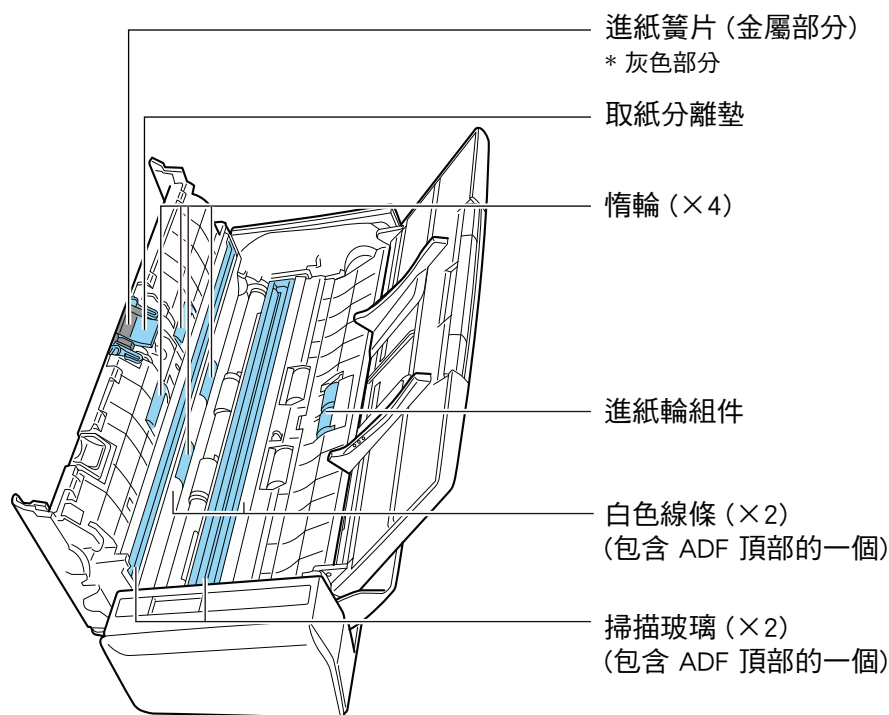 進紙簧片 (金屬部分)
* 灰色部分
取紙分離墊
惰輪 (×4)
進紙輪組件
白色線條 (×2)
(包含 ADF 頂部的一個)
掃描玻璃 (×2)
(包含 ADF 頂部的一個)